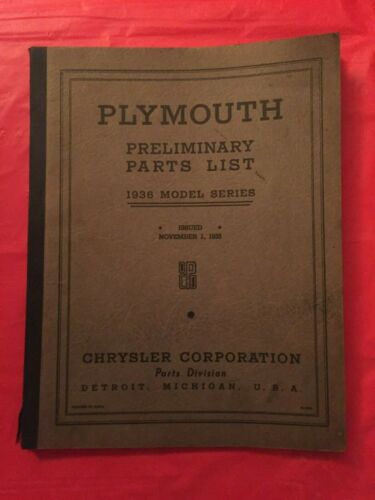 PLYMOUTH
PRELIMINARY
PARTS LIST
1936 MODEL SERIES
ISSUED
NOVEMBER 1, 1935
CHRYSLER CORPORATION
Parts Division
DETROIT, MICHIGAN, U. S. A.